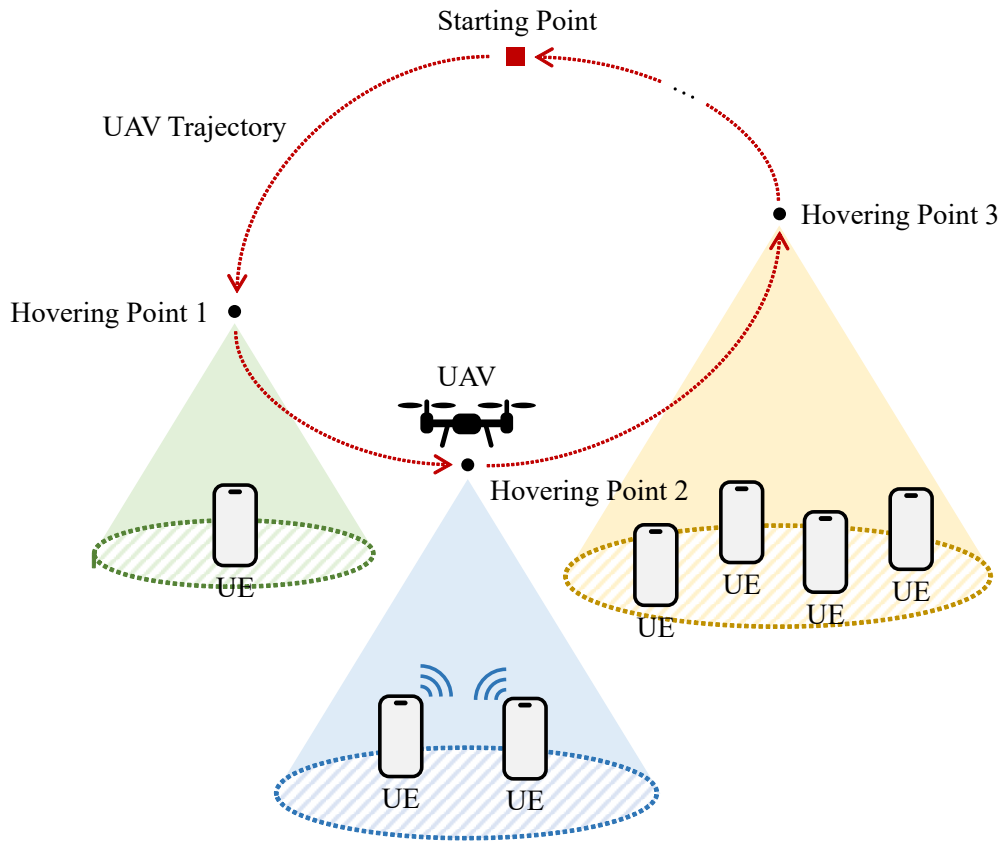 Starting Point
UAV Trajectory
...
Hovering Point 3
Hovering Point 1
UAV
Hovering Point 2
UE
UE
UE
UE
UE
UE
UE